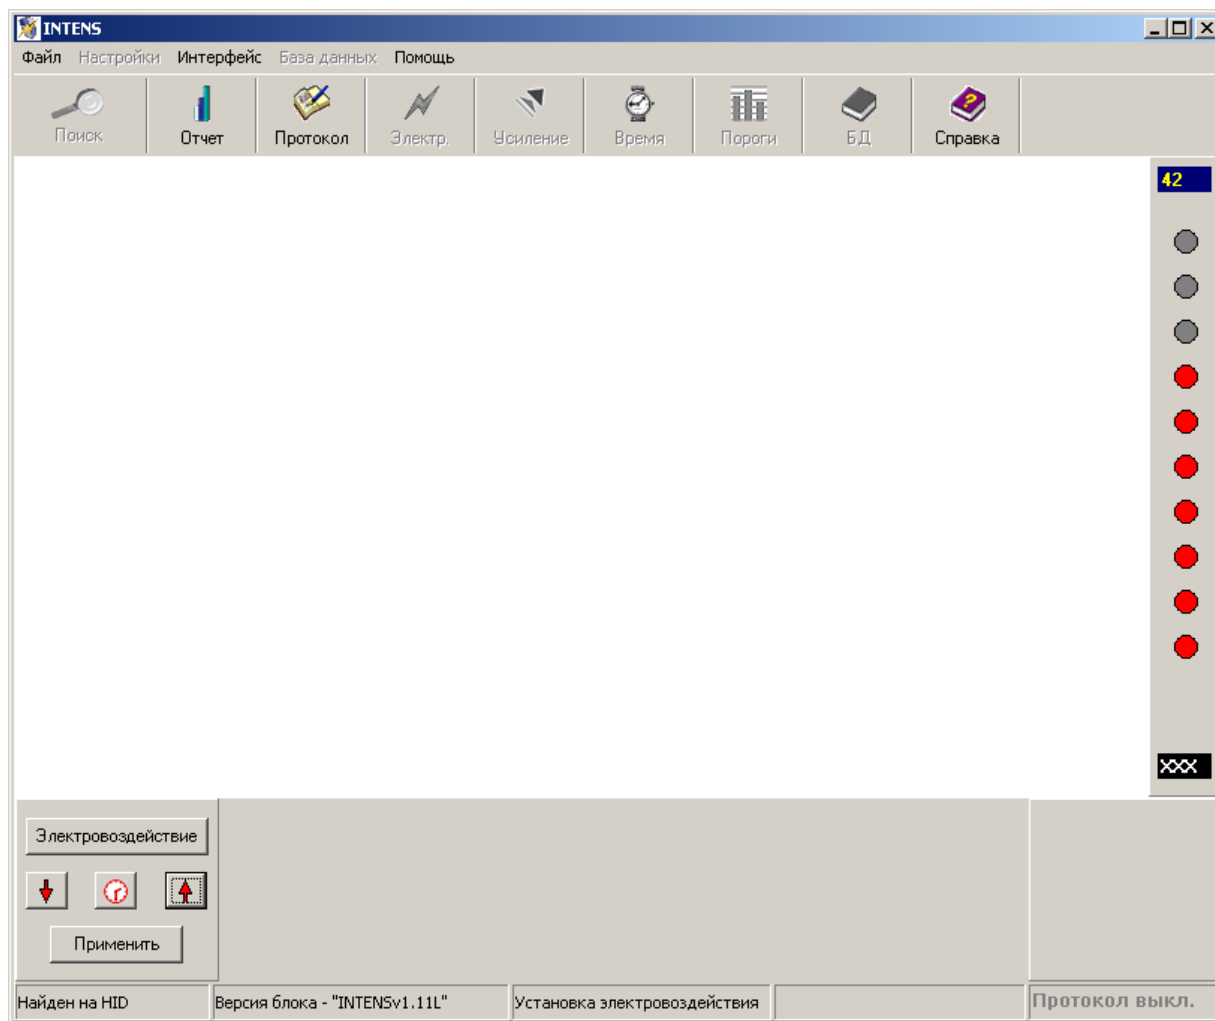 INTENS
Файл Настройки Интерфейс База данных Помощь
Поиск Отчет Протокол Электр. Усиление Время Пороги БД Справка
42
XXX
Электровоздействие
Применить
Найден на HID Версия блока - "INTENSv1.11L" Установка электровоздействия Протокол выкл.